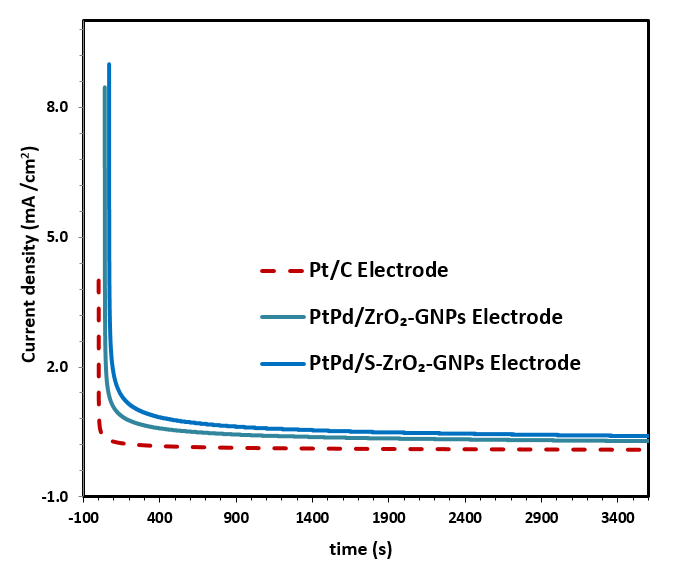 Current density (mA /cm²)
8.0
5.0
2.0
-1.0
Pt/C Electrode
PtPd/ZrO₂-GNPs Electrode
PtPd/S-ZrO₂-GNPs Electrode
-100 400 900 1400 1900 2400 2900 3400
time (s)